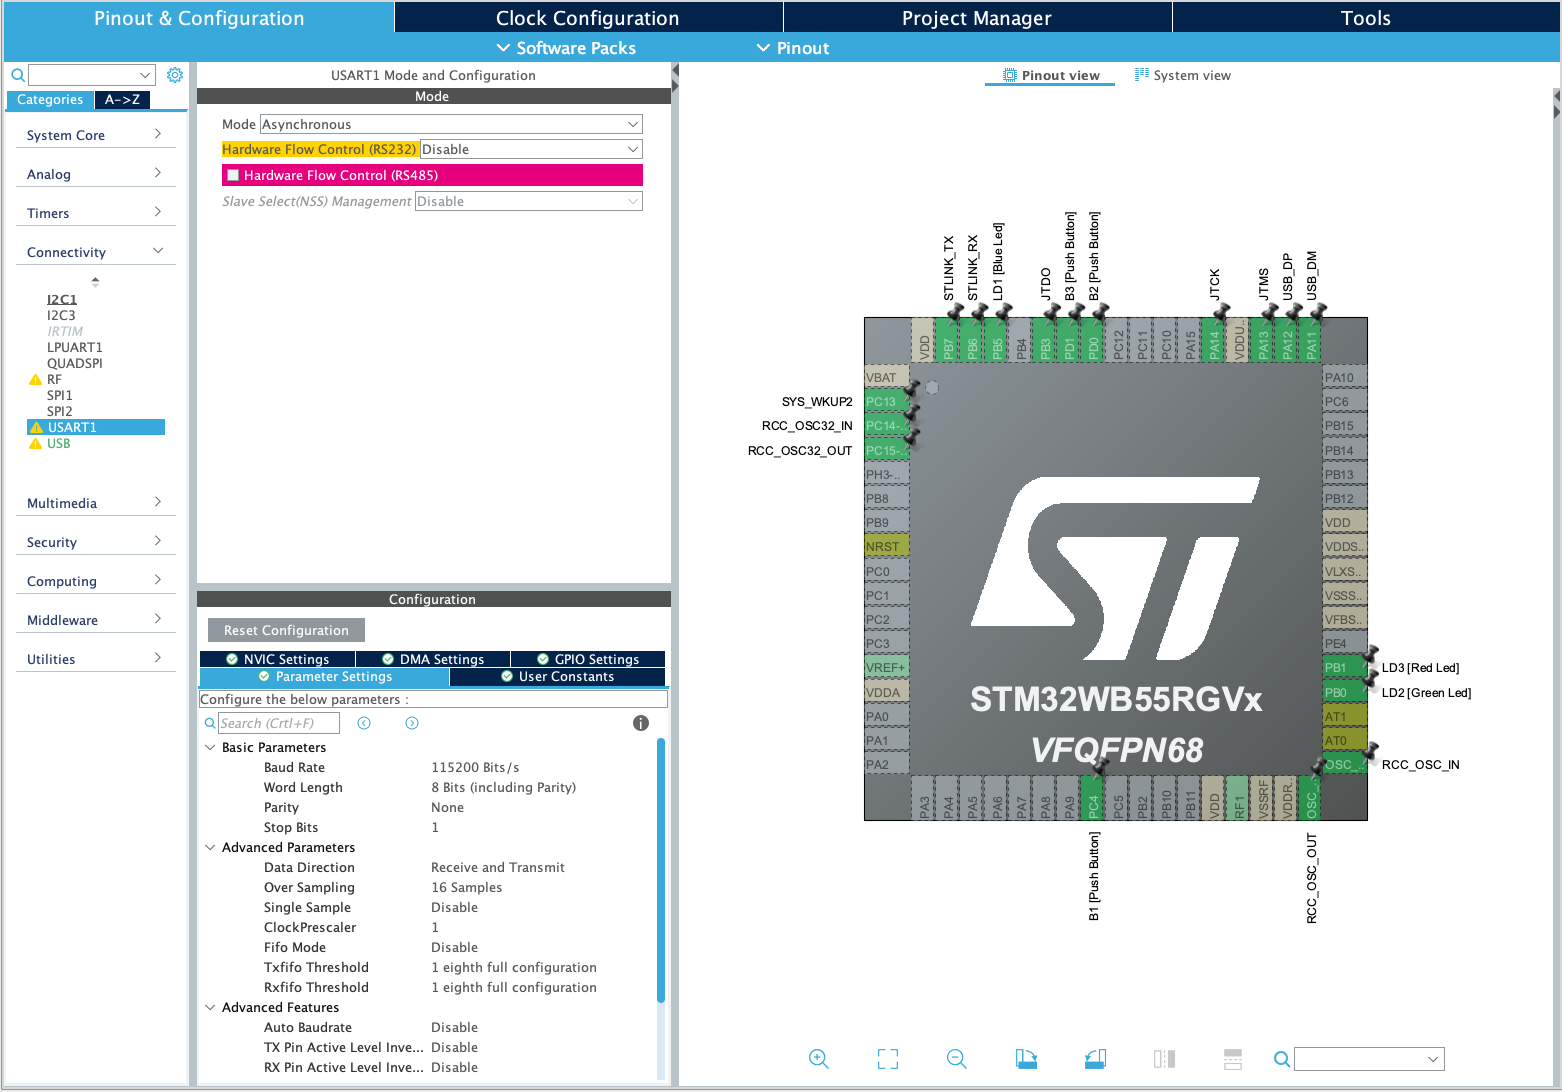 Pinout & Configuration
Clock Configuration
Project Manager
Tools
Software Packs
Pinout
Categories
A->Z
System Core
Analog
Timers
Connectivity
I2C1
I2C3
IRTIM
LPUART1
QUADSPI
RF
SPI1
SPI2
USART1
USB
Multimedia
Security
Computing
Middleware
Utilities
USART1 Mode and Configuration
Mode
Mode Asynchronous
Hardware Flow Control (RS232) Disable
Hardware Flow Control (RS485)
Slave Select(NSS) Management Disable
Configuration
Reset Configuration
NVIC Settings
DMA Settings
GPIO Settings
Parameter Settings
User Constants
Configure the below parameters :
Search (Crtl+F)
Basic Parameters
Baud Rate 115200 Bits/s
Word Length 8 Bits (including Parity)
Parity None
Stop Bits 1
Advanced Parameters
Data Direction Receive and Transmit
Over Sampling 16 Samples
Single Sample Disable
ClockPrescaler 1
Fifo Mode Disable
Txfifo Threshold 1 eighth full configuration
Rxfifo Threshold 1 eighth full configuration
Advanced Features
Auto Baudrate Disable
TX Pin Active Level Inve... Disable
RX Pin Active Level Inve... Disable
Pinout view
System view
STLINK_TX
STLINK_RX
LD1 [Blue Led]
JTDO
B3 [Push Button]
B2 [Push Button]
JTCK
JTMS
USB_DP
USB_DM
VDD
PB7
PB6
PB5
PB4
PB3
PD1
PD0
PC12
PC11
PC10
PA15
PA14
VDDU..
PA13
PA12
PA11
VBAT
SYS_WKUP2 PC13
RCC_OSC32_IN PC14-..
RCC_OSC32_OUT PC15-..
PH3-..
PB8
PB9
NRST
PC0
PC1
PC2
PC3
VREF+
VDDA
PA0
PA1
PA2
PA10
PC6
PB15
PB14
PB13
PB12
VDD
VDDS..
VLXS..
VSSS..
VFBS..
PE4
PB1 LD3 [Red Led]
PB0 LD2 [Green Led]
AT1
AT0
OSC_.. RCC_OSC_IN
ST
STM32WB55RGVx
VFQFPN68
PA3
PA4
PA5
PA6
PA7
PA8
PA9
PC4
PC5
PB2
PB10
PB11
VDD
RF1
VSSRF
VDDR..
OSC_..
B1 [Push Button]
RCC_OSC_OUT